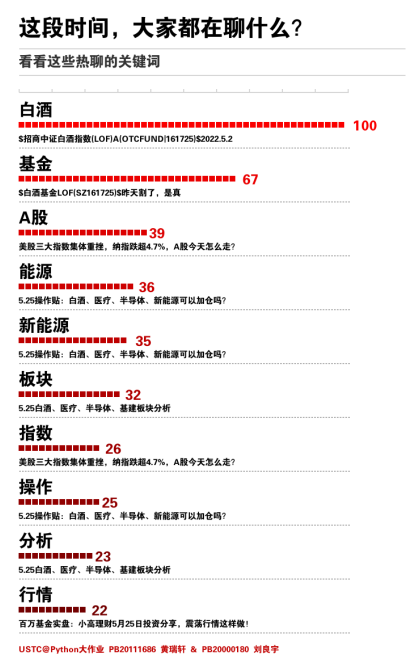 这段时间，大家都在聊什么?
看看这些热聊的关键词
白酒
100
$招商中证白酒指数(LOF)A(OTCFUND|161725)$2022.5.2
基金
67
$白酒基金LOF(SZ161725)$昨天割了，是真
A股
39
美股三大指数集体重挫，纳指跌超4.7%，A股今天怎么走?
能源
36
5.25操作贴：白酒、医疗、半导体、新能源可以加仓吗?
新能源
35
5.25操作贴：白酒、医疗、半导体、新能源可以加仓吗?
板块
32
5.25白酒、医疗、半导体、基建板块分析
指数
26
美股三大指数集体重挫，纳指跌超4.7%，A股今天怎么走?
操作
25
5.25操作贴：白酒、医疗、半导体、新能源可以加仓吗?
分析
23
5.25白酒、医疗、半导体、基建板块分析
行情
22
百万基金实盘：小高理财5月25日投资分享，震荡行情这样做!
USTC@Python大作业 PB20111686 黄瑞轩 & PB20000180 刘良宇